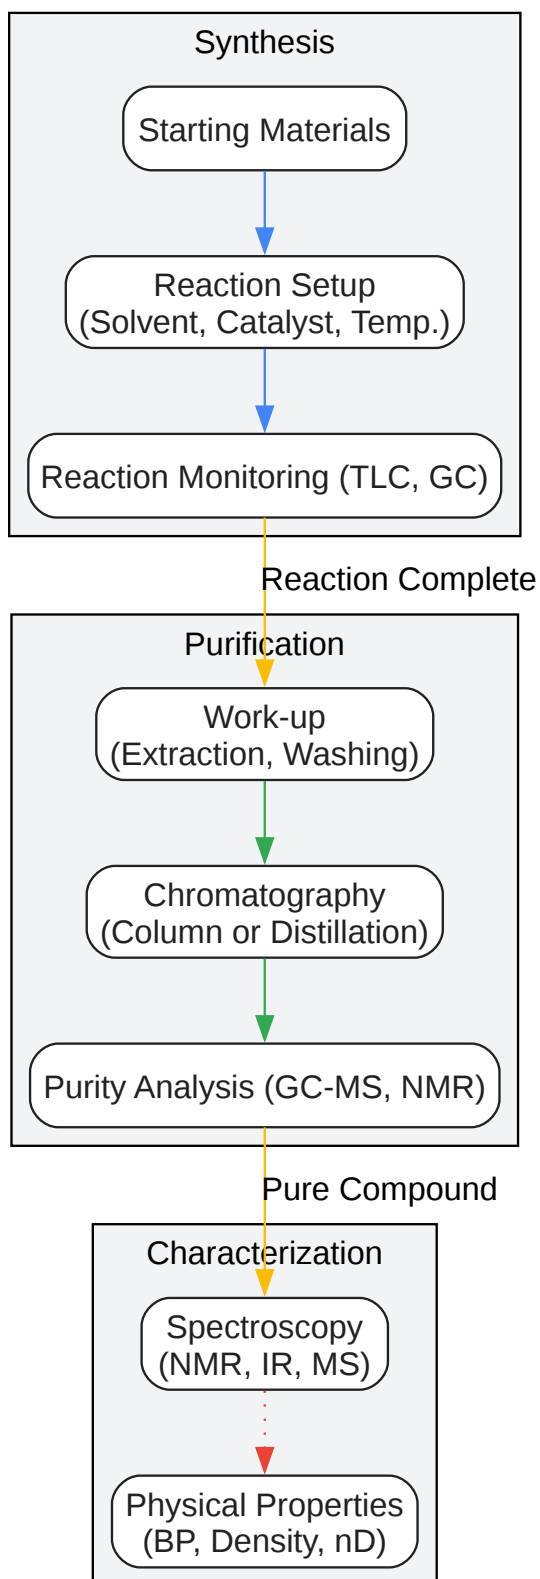 Synthesis
Starting Materials
Reaction Setup
(Solvent, Catalyst, Temp.)
Reaction Monitoring (TLC, GC)
Reaction Complete
Purification
Work-up
(Extraction, Washing)
Chromatography
(Column or Distillation)
Purity Analysis (GC-MS, NMR)
Pure Compound
Characterization
Spectroscopy
(NMR, IR, MS)
Physical Properties
(BP, Density, nD)